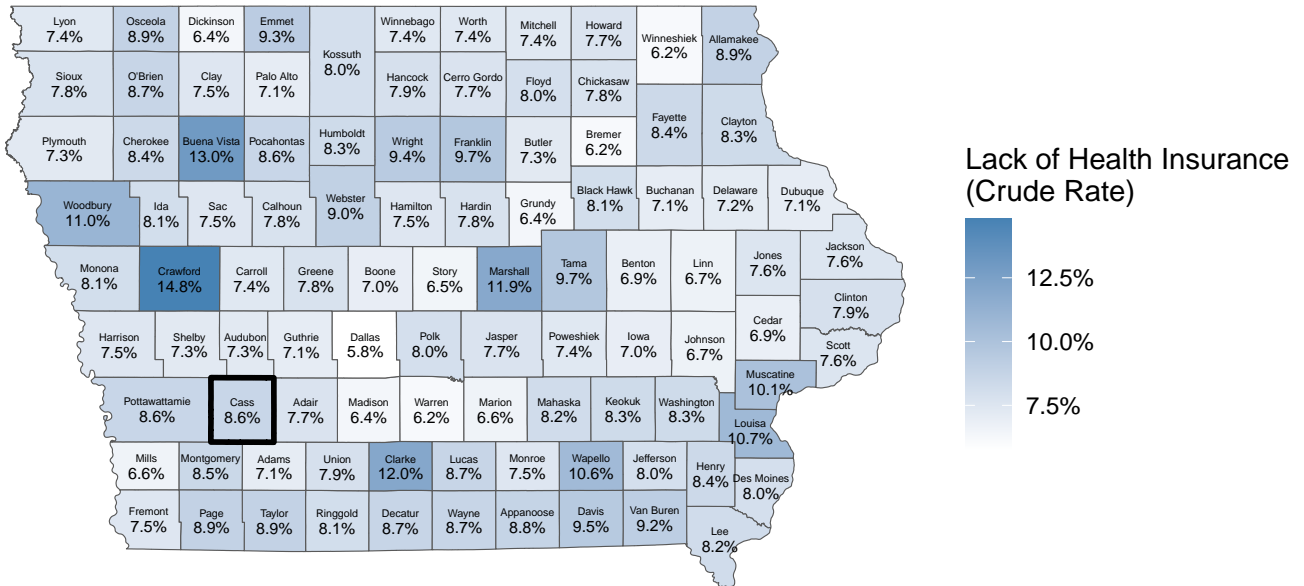 Lyon
7.4%
Osceola
8.9%
Dickinson
6.4%
Emmet
9.3%
Kossuth
8.0%
Winnebago
7.4%
Worth
7.4%
Mitchell
7.4%
Howard
7.7%
Winneshiek
6.2%
Allamakee
8.9%
Sioux
7.8%
O'Brien
8.7%
Clay
7.5%
Palo Alto
7.1%
Hancock
7.9%
Cerro Gordo
7.7%
Floyd
8.0%
Chickasaw
7.8%
Fayette
8.4%
Clayton
8.3%
Plymouth
7.3%
Cherokee
8.4%
Buena Vista
13.0%
Pocahontas
8.6%
Humboldt
8.3%
Wright
9.4%
Franklin
9.7%
Butler
7.3%
Bremer
6.2%
Woodbury
11.0%
Ida
8.1%
Sac
7.5%
Calhoun
7.8%
Webster
9.0%
Hamilton
7.5%
Hardin
7.8%
Grundy
6.4%
Black Hawk
8.1%
Buchanan
7.1%
Delaware
7.2%
Dubuque
7.1%
Monona
8.1%
Crawford
14.8%
Carroll
7.4%
Greene
7.8%
Boone
7.0%
Story
6.5%
Marshall
11.9%
Tama
9.7%
Benton
6.9%
Linn
6.7%
Jones
7.6%
Jackson
7.6%
Clinton
7.9%
Harrison
7.5%
Shelby
7.3%
Audubon
7.3%
Guthrie
7.1%
Dallas
5.8%
Polk
8.0%
Jasper
7.7%
Poweshiek
7.4%
Iowa
7.0%
Johnson
6.7%
Cedar
6.9%
Scott
7.6%
Muscatine
10.1%
Pottawattamie
8.6%
Cass
8.6%
Adair
7.7%
Madison
6.4%
Warren
6.2%
Marion
6.6%
Mahaska
8.2%
Keokuk
8.3%
Washington
8.3%
Louisa
10.7%
Mills
6.6%
Montgomery
8.5%
Adams
7.1%
Union
7.9%
Clarke
12.0%
Lucas
8.7%
Monroe
7.5%
Wapello
10.6%
Jefferson
8.0%
Henry
8.4%
Des Moines
8.0%
Fremont
7.5%
Page
8.9%
Taylor
8.9%
Ringgold
8.1%
Decatur
8.7%
Wayne
8.7%
Appanoose
8.8%
Davis
9.5%
Van Buren
9.2%
Lee
8.2%
Lack of Health Insurance
(Crude Rate)
12.5%
10.0%
7.5%